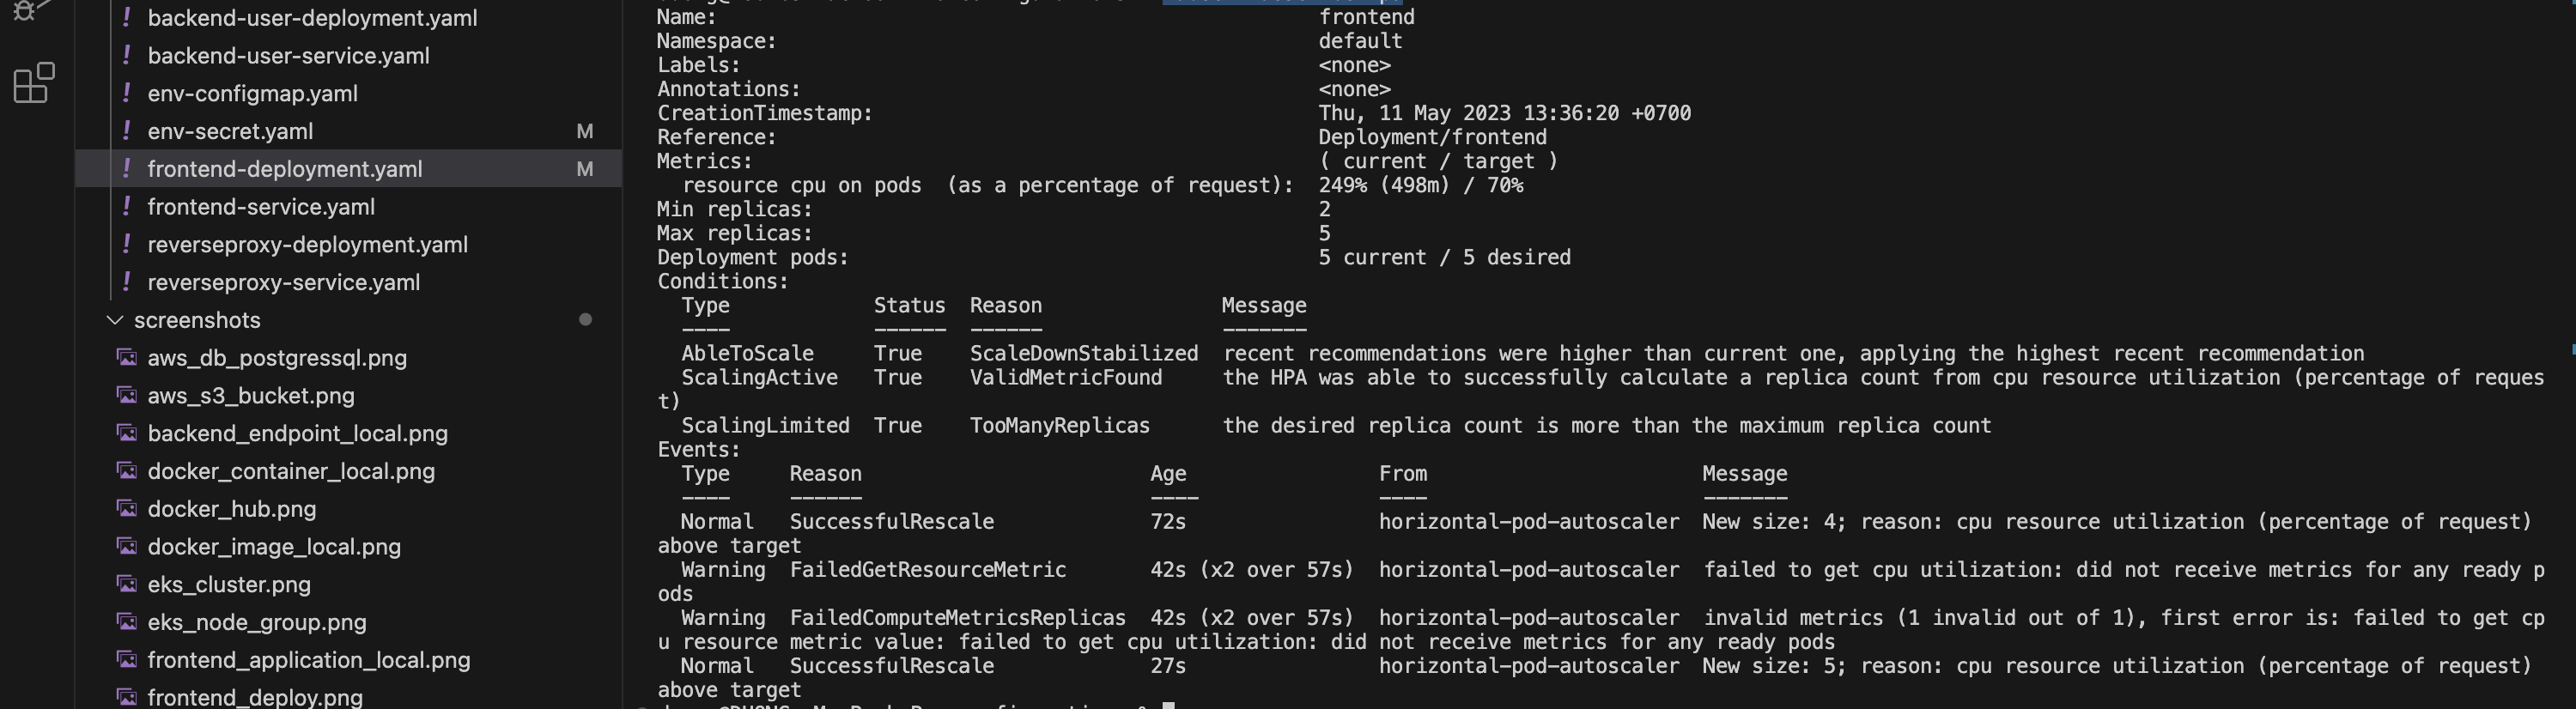 backend-user-deployment.yaml
backend-user-service.yaml
env-configmap.yaml
env-secret.yaml M
frontend-deployment.yaml M
frontend-service.yaml
reverseproxy-deployment.yaml
reverseproxy-service.yaml
screenshots
aws_db_postgressql.png
aws_s3_bucket.png
backend_endpoint_local.png
docker_container_local.png
docker_hub.png
docker_image_local.png
eks_cluster.png
eks_node_group.png
frontend_application_local.png
frontend_deploy.png
Name: frontend
Namespace: default
Labels: <none>
Annotations: <none>
CreationTimestamp: Thu, 11 May 2023 13:36:20 +0700
Reference: Deployment/frontend
Metrics: ( current / target )
resource cpu on pods (as a percentage of request): 249% (498m) / 70%
Min replicas: 2
Max replicas: 5
Deployment pods: 5 current / 5 desired
Conditions:
Type Status Reason Message
---- ------ ------ -------
AbleToScale True ScaleDownStabilized recent recommendations were higher than current one, applying the highest recent recommendation
ScalingActive True ValidMetricFound the HPA was able to successfully calculate a replica count from cpu resource utilization (percentage of reques
t)
ScalingLimited True TooManyReplicas the desired replica count is more than the maximum replica count
Events:
Type Reason Age From Message
---- ------ ---- ---- -------
Normal SuccessfulRescale 72s horizontal-pod-autoscaler New size: 4; reason: cpu resource utilization (percentage of request)
above target
Warning FailedGetResourceMetric 42s (x2 over 57s) horizontal-pod-autoscaler failed to get cpu utilization: did not receive metrics for any ready p
ods
Warning FailedComputeMetricsReplicas 42s (x2 over 57s) horizontal-pod-autoscaler invalid metrics (1 invalid out of 1), first error is: failed to get cp
u resource metric value: failed to get cpu utilization: did not receive metrics for any ready pods
Normal SuccessfulRescale 27s horizontal-pod-autoscaler New size: 5; reason: cpu resource utilization (percentage of request)
above target